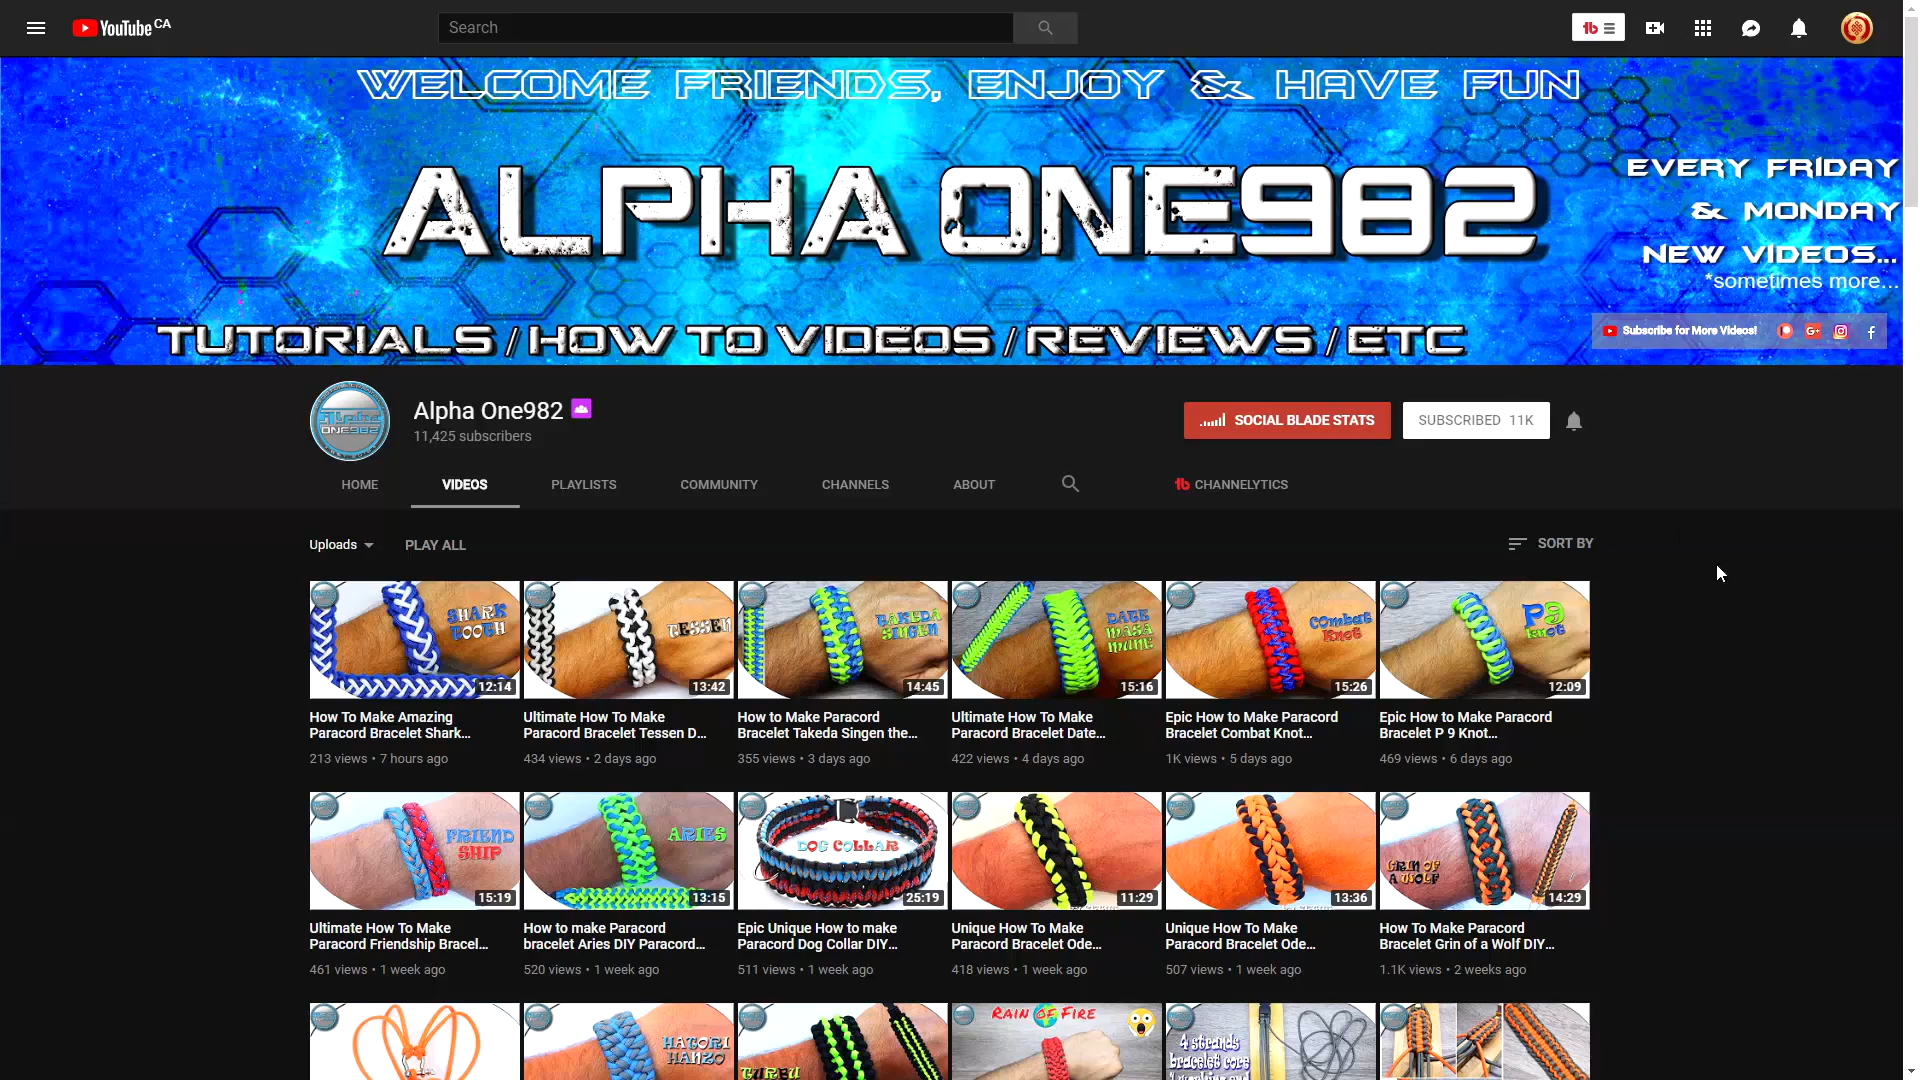 YouTube CA
Search
WELCOME FRIENDS, ENJOY & HAVE FUN
ALPHA ONE982
EVERY FRIDAY
& MONDAY
NEW VIDEOS...
*sometimes more...
TUTORIALS / HOW TO VIDEOS / REVIEWS / ETC
Subscribe for More Videos!
Alpha ONE982
Alpha One982
11,425 subscribers
SOCIAL BLADE STATS
SUBSCRIBED 11K
HOME VIDEOS PLAYLISTS COMMUNITY CHANNELS ABOUT CHANNELYTICS
Uploads PLAY ALL SORT BY
SHARK TOOTH
12:14
TESSEN
13:42
TAKEDA SINGEN
14:45
DATE MASA MUNE
15:16
Combat Knot
15:26
P9 knot
12:09
How To Make Amazing
Paracord Bracelet Shark...
213 views • 7 hours ago
Ultimate How To Make
Paracord Bracelet Tessen D...
434 views • 2 days ago
How to Make Paracord
Bracelet Takeda Singen the...
355 views • 3 days ago
Ultimate How To Make
Paracord Bracelet Date...
422 views • 4 days ago
Epic How to Make Paracord
Bracelet Combat Knot...
1K views • 5 days ago
Epic How to Make Paracord
Bracelet P 9 Knot...
469 views • 6 days ago
FRIEND SHIP
15:19
ARIES
13:15
DOG COLLAR
25:19
11:29
13:36
GRIN OF A WOLF
14:29
Ultimate How To Make
Paracord Friendship Bracel...
461 views • 1 week ago
How to make Paracord
bracelet Aries DIY Paracord...
520 views • 1 week ago
Epic Unique How to make
Paracord Dog Collar DIY...
511 views • 1 week ago
Unique How To Make
Paracord Bracelet Ode...
418 views • 1 week ago
Unique How To Make
Paracord Bracelet Ode...
507 views • 1 week ago
How To Make Paracord
Bracelet Grin of a Wolf DIY...
1.1K views • 2 weeks ago
HATORI HANZO
RAIN OF FIRE
4 strands
bracelet core